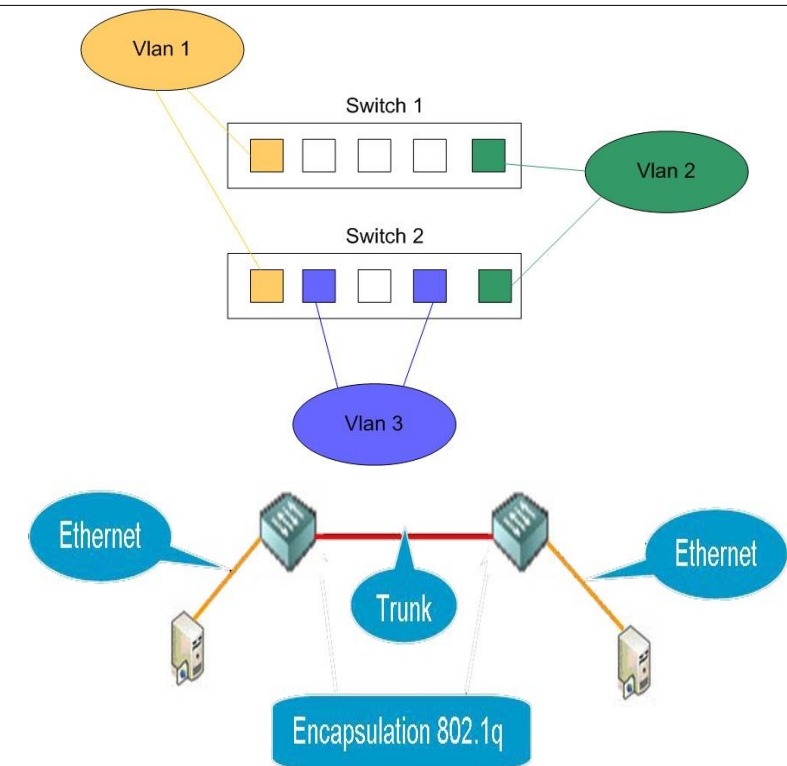 Vlan 1
Switch 1
Vlan 2
Switch 2
Vlan 3
Ethernet
Ethernet
Trunk
Encapsulation 802.1q